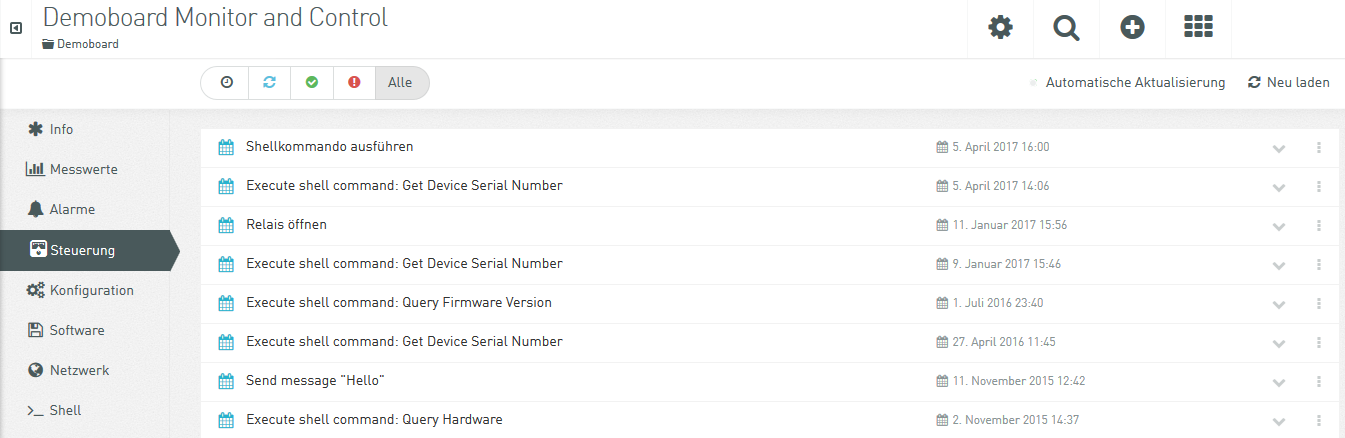 Demoboard Monitor and Control
Demoboard
Alle
Automatische Aktualisierung
Neu laden
Info
Messwerte
Alarme
Steuerung
Konfiguration
Software
Netzwerk
Shell
Shellkommando ausführen 5. April 2017 16:00
Execute shell command: Get Device Serial Number 5. April 2017 14:06
Relais öffnen 11. Januar 2017 15:56
Execute shell command: Get Device Serial Number 9. Januar 2017 15:46
Execute shell command: Query Firmware Version 1. Juli 2016 23:40
Execute shell command: Get Device Serial Number 27. April 2016 11:45
Send message "Hello" 11. November 2015 12:42
Execute shell command: Query Hardware 2. November 2015 14:37